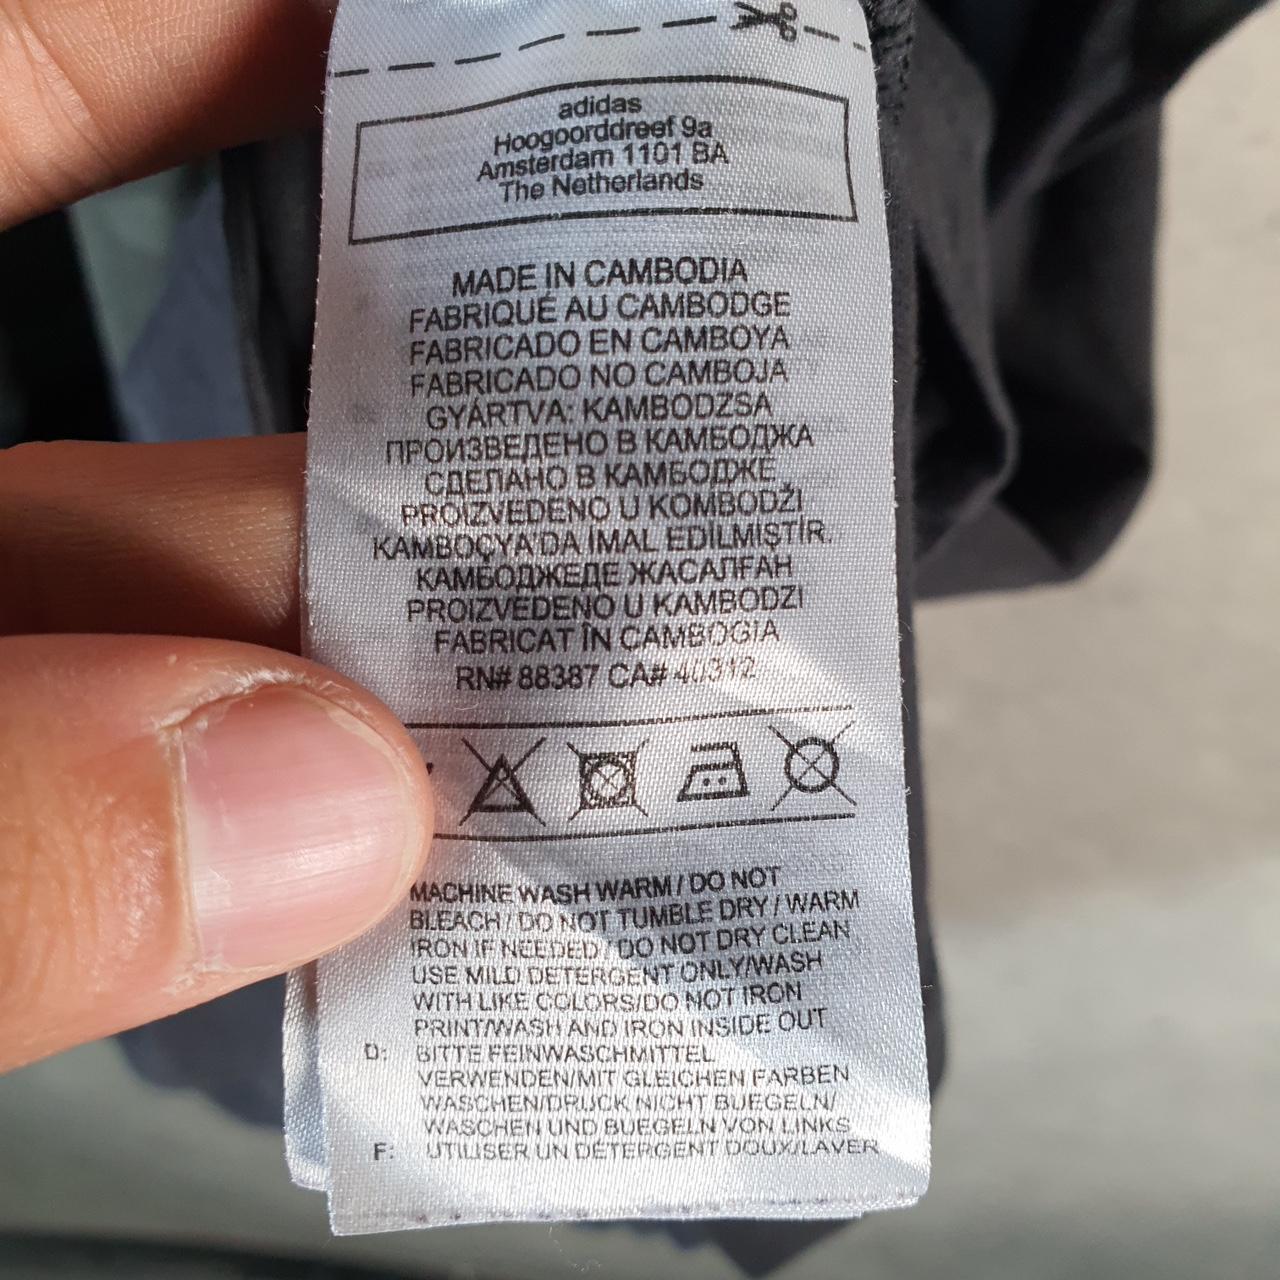 adidas
Hoogoorddreef 9a
Amsterdam 1101 BA
The Netherlands
MADE IN CAMBODIA
FABRIQUÉ AU CAMBODGE
FABRICADO EN CAMBOYA
FABRICADO NO CAMBOJA
GYÁRTVA: KAMBODZSA
ПРОИЗВЕДЕНО В КАМБОДЖА
СДЕЛАНО В КАМБОДЖЕ
PROIZVEDENO U KOMBODŽI
KAMBOÇYA'DA İMAL EDİLMİŞTİR.
КАМБОДЖЕДЕ ЖАСАЛҒАН
PROIZVEDENO U KAMBODZI
FABRICAT ÎN CAMBOGIA
RN# 88387 CA# 40312
MACHINE WASH WARM / DO NOT
BLEACH / DO NOT TUMBLE DRY / WARM
IRON IF NEEDED / DO NOT DRY CLEAN
USE MILD DETERGENT ONLY/WASH
WITH LIKE COLORS/DO NOT IRON
PRINT/WASH AND IRON INSIDE OUT
D: BITTE FEINWASCHMITTEL
VERWENDEN/MIT GLEICHEN FARBEN
WASCHEN/DRUCK NICHT BUEGELN/
WASCHEN UND BUEGELN VON LINKS
F: UTILISER UN DETERGENT DOUX/LAVER